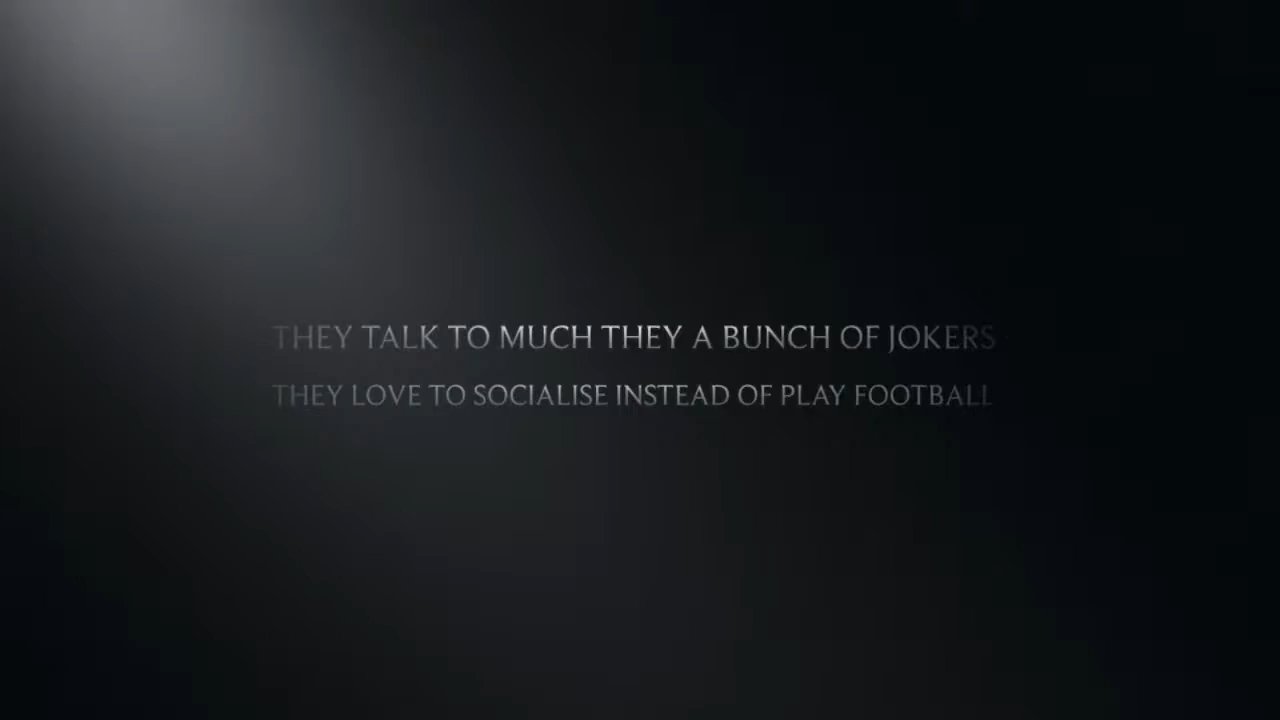 THEY TALK TO MUCH THEY A BUNCH OF JOKERS
THEY LOVE TO SOCIALISE INSTEAD OF PLAY FOOTBALL